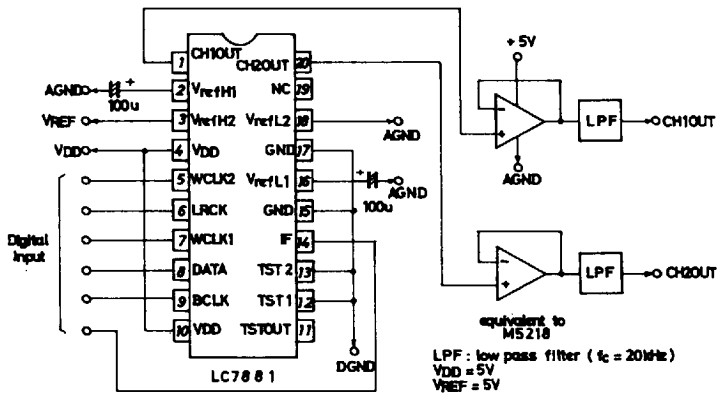 + 5V
1 CH1OUT CH2OUT 20
AGND + 100u 2 VrefH1 NC 19
VREF 3 VrefH2 VrefL2 18 AGND
VDD 4 VDD GND 17
5 WCLK2 VrefL1 16 + 100u AGND
6 LRCK GND 15
Digital Input
7 WCLK1 IF 14
8 DATA TST2 13
9 BCLK TST1 12
10 VDD TSTOUT 11
DGND
LC7881
- + LPF CH1OUT
AGND
- + LPF CH2OUT
equivalent to
M5218
LPF : low pass filter ( fc = 20kHz )
VDD = 5V
VREF = 5V